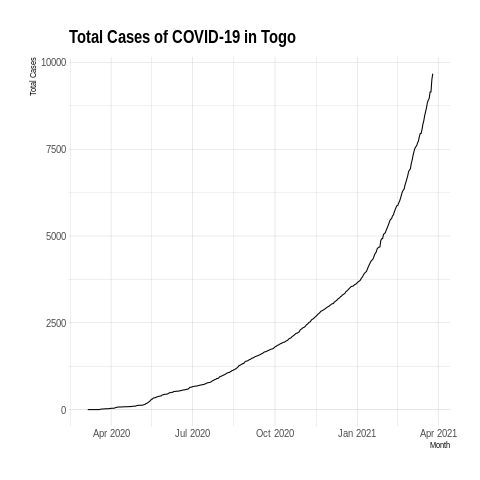 Total Cases of COVID-19 in Togo
Total Cases
10000
7500
5000
2500
0
Apr 2020
Jul 2020
Oct 2020
Jan 2021
Apr 2021
Month